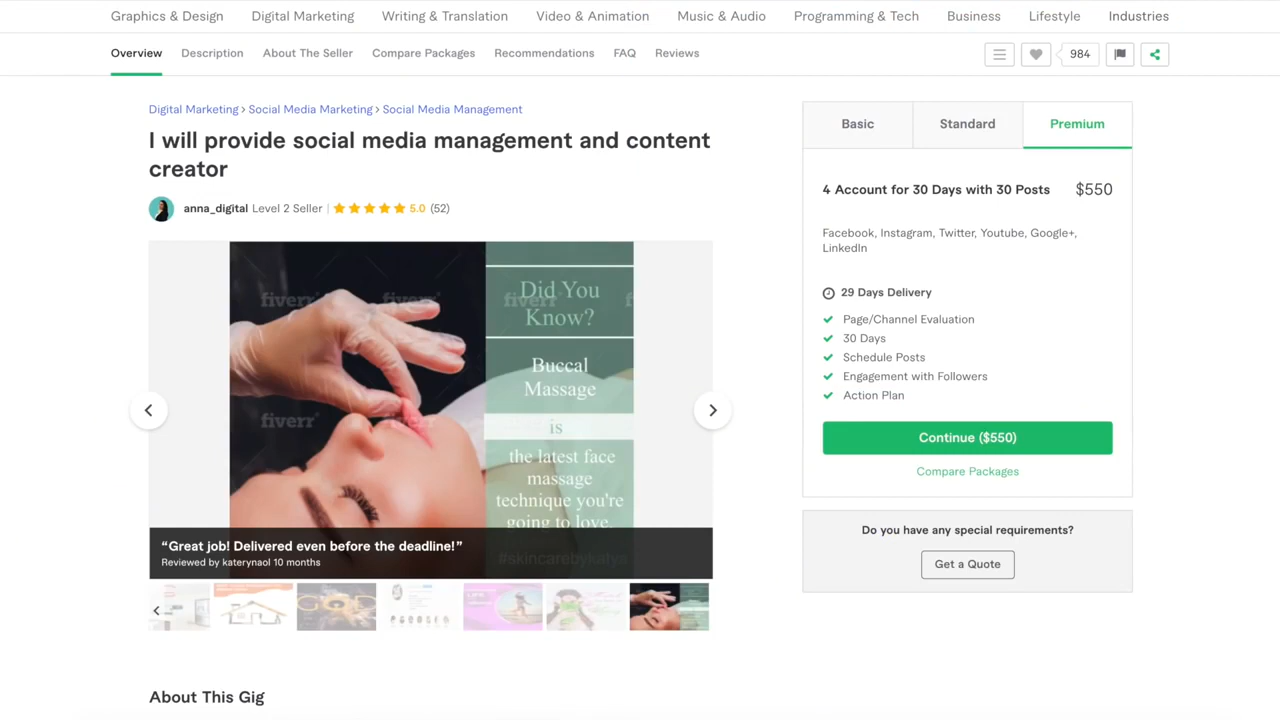 Graphics & Design Digital Marketing Writing & Translation Video & Animation Music & Audio Programming & Tech Business Lifestyle Industries
Overview Description About The Seller Compare Packages Recommendations FAQ Reviews 984
Digital Marketing > Social Media Marketing > Social Media Management
I will provide social media management and content
creator
anna_digital Level 2 Seller | 5.0 (52)
fiverr fiverr fiverr f
Did You
Know?
Buccal
Massage
fiverr
is
the latest face
massage
technique you're
going to love.
#skincarebykatya
"Great job! Delivered even before the deadline!"
Reviewed by katerynaol 10 months
GOD
About This Gig
Basic Standard Premium
4 Account for 30 Days with 30 Posts $550
Facebook, Instagram, Twitter, Youtube, Google+,
LinkedIn
29 Days Delivery
Page/Channel Evaluation
30 Days
Schedule Posts
Engagement with Followers
Action Plan
Continue ($550)
Compare Packages
Do you have any special requirements?
Get a Quote